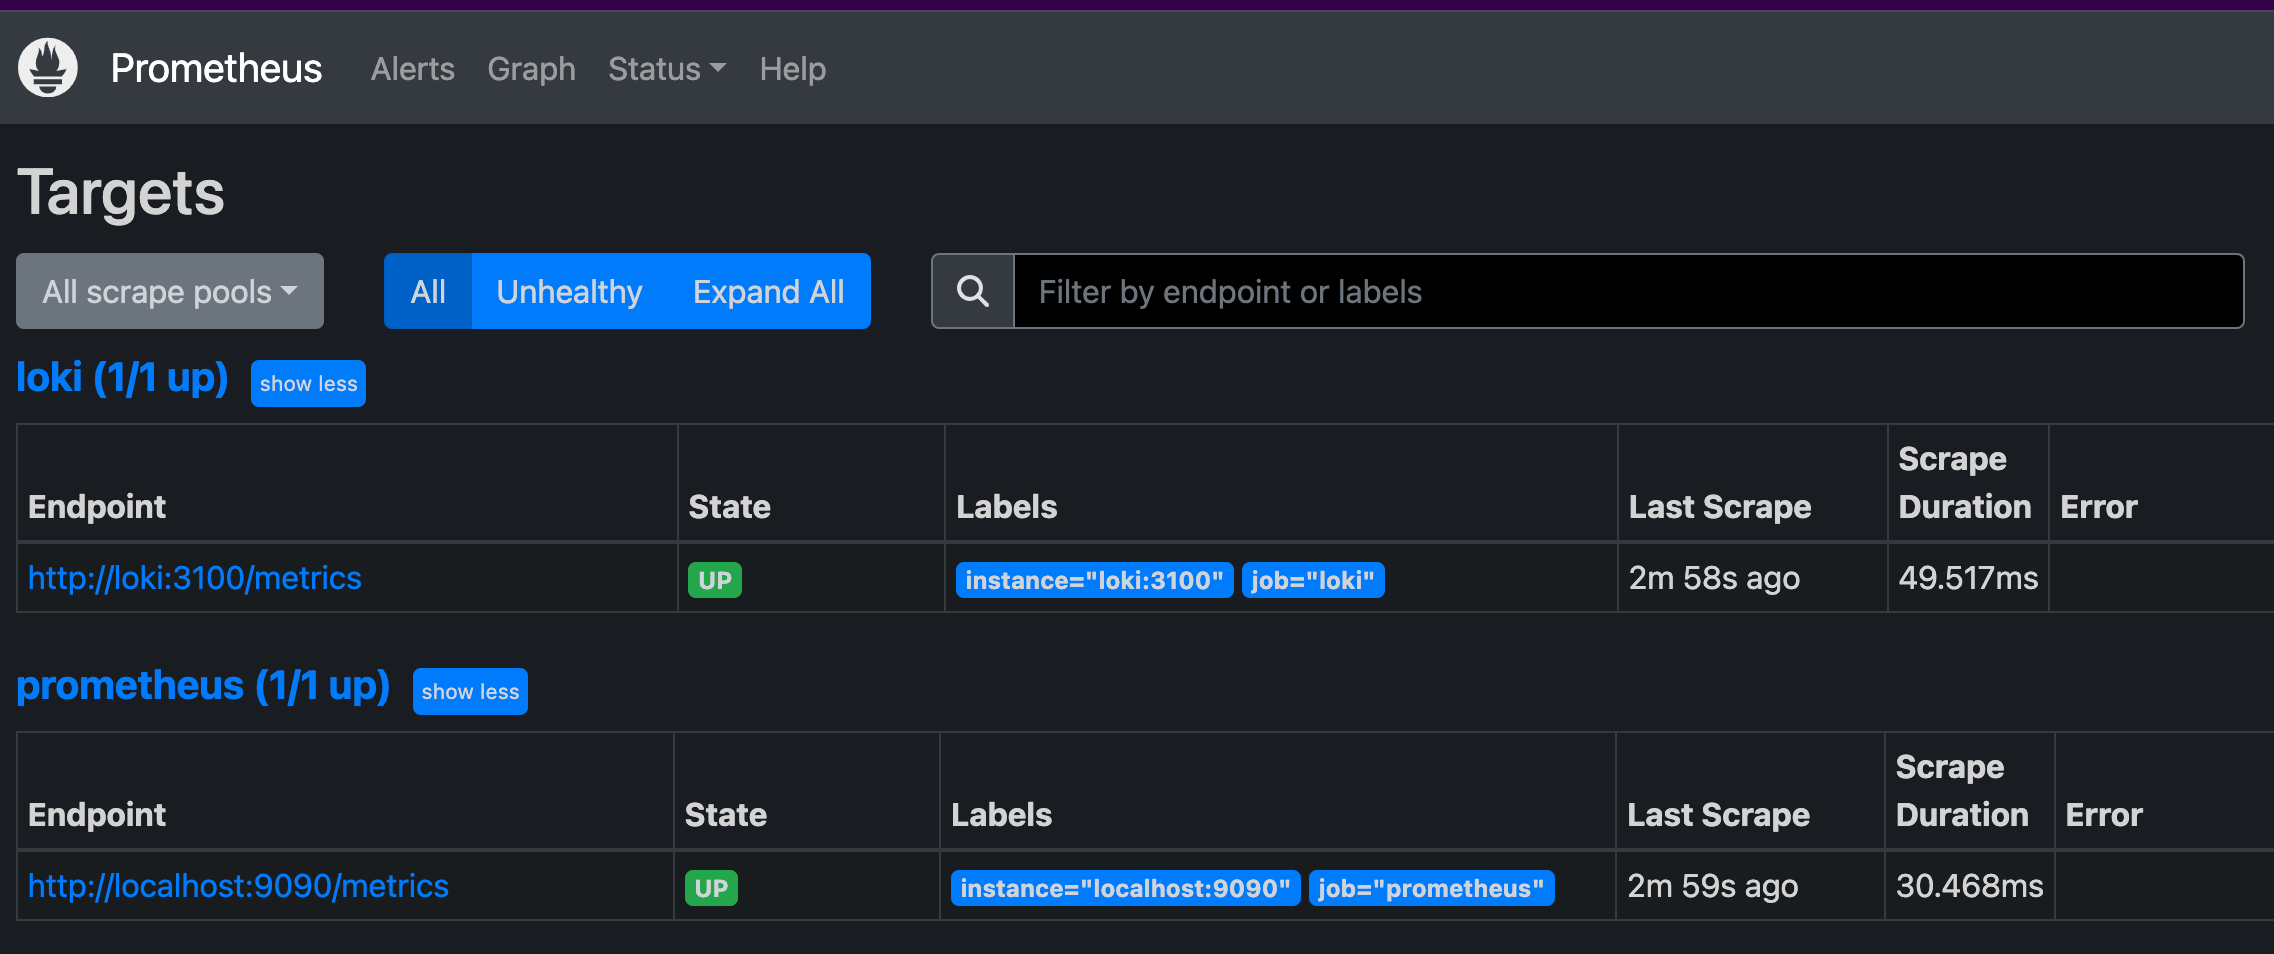 Prometheus Alerts Graph Status Help
Targets
All scrape pools All Unhealthy Expand All Filter by endpoint or labels
loki (1/1 up) show less
Endpoint State Labels Last Scrape Scrape Duration Error
http://loki:3100/metrics UP instance="loki:3100" job="loki" 2m 58s ago 49.517ms
prometheus (1/1 up) show less
Endpoint State Labels Last Scrape Scrape Duration Error
http://localhost:9090/metrics UP instance="localhost:9090" job="prometheus" 2m 59s ago 30.468ms